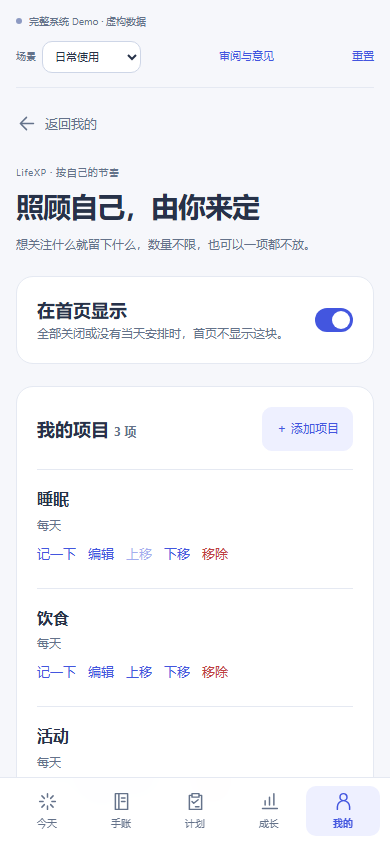 完整系统 Demo · 虚构数据
场景 日常使用 审阅与意见 重置
返回我的
LifeXP · 按自己的节奏
照顾自己，由你来定
想关注什么就留下什么，数量不限，也可以一项都不放。
在首页显示
全部关闭或没有当天安排时，首页不显示这块。
我的项目 3 项 + 添加项目
睡眠
每天
记一下 编辑 上移 下移 移除
饮食
每天
记一下 编辑 上移 下移 移除
活动
每天
今天 手账 计划 成长 我的